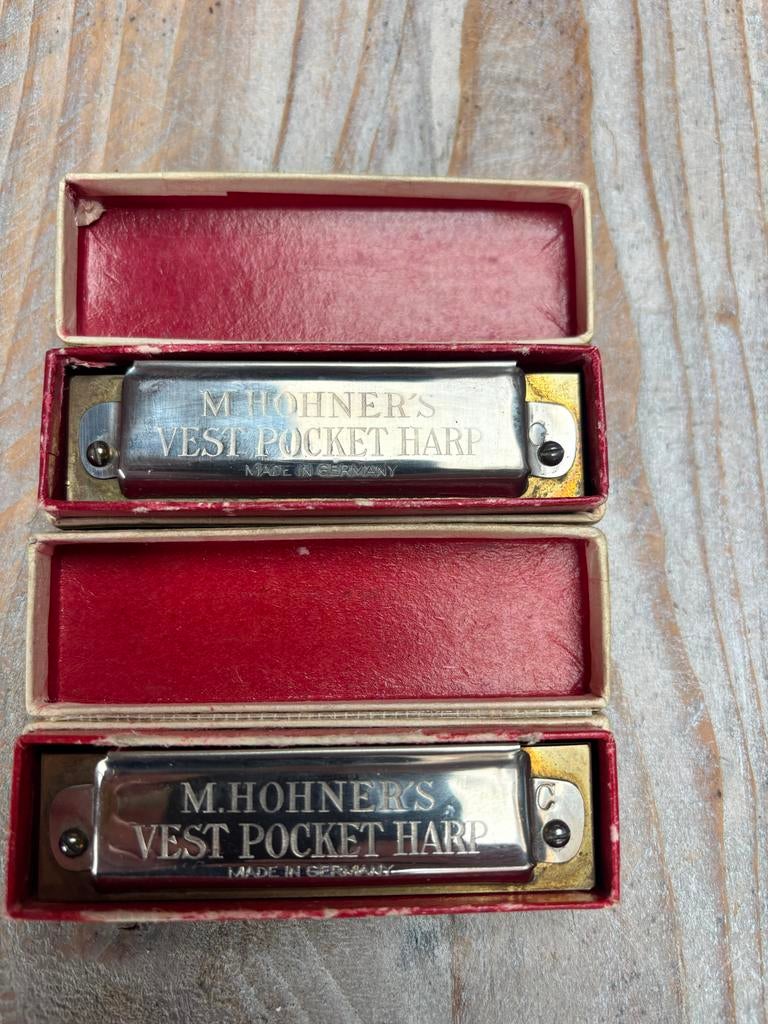 M. HOHNER'S
VEST POCKET HARP
MADE IN GERMANY
G
M. HOHNER'S
VEST POCKET HARP
MADE IN GERMANY
C